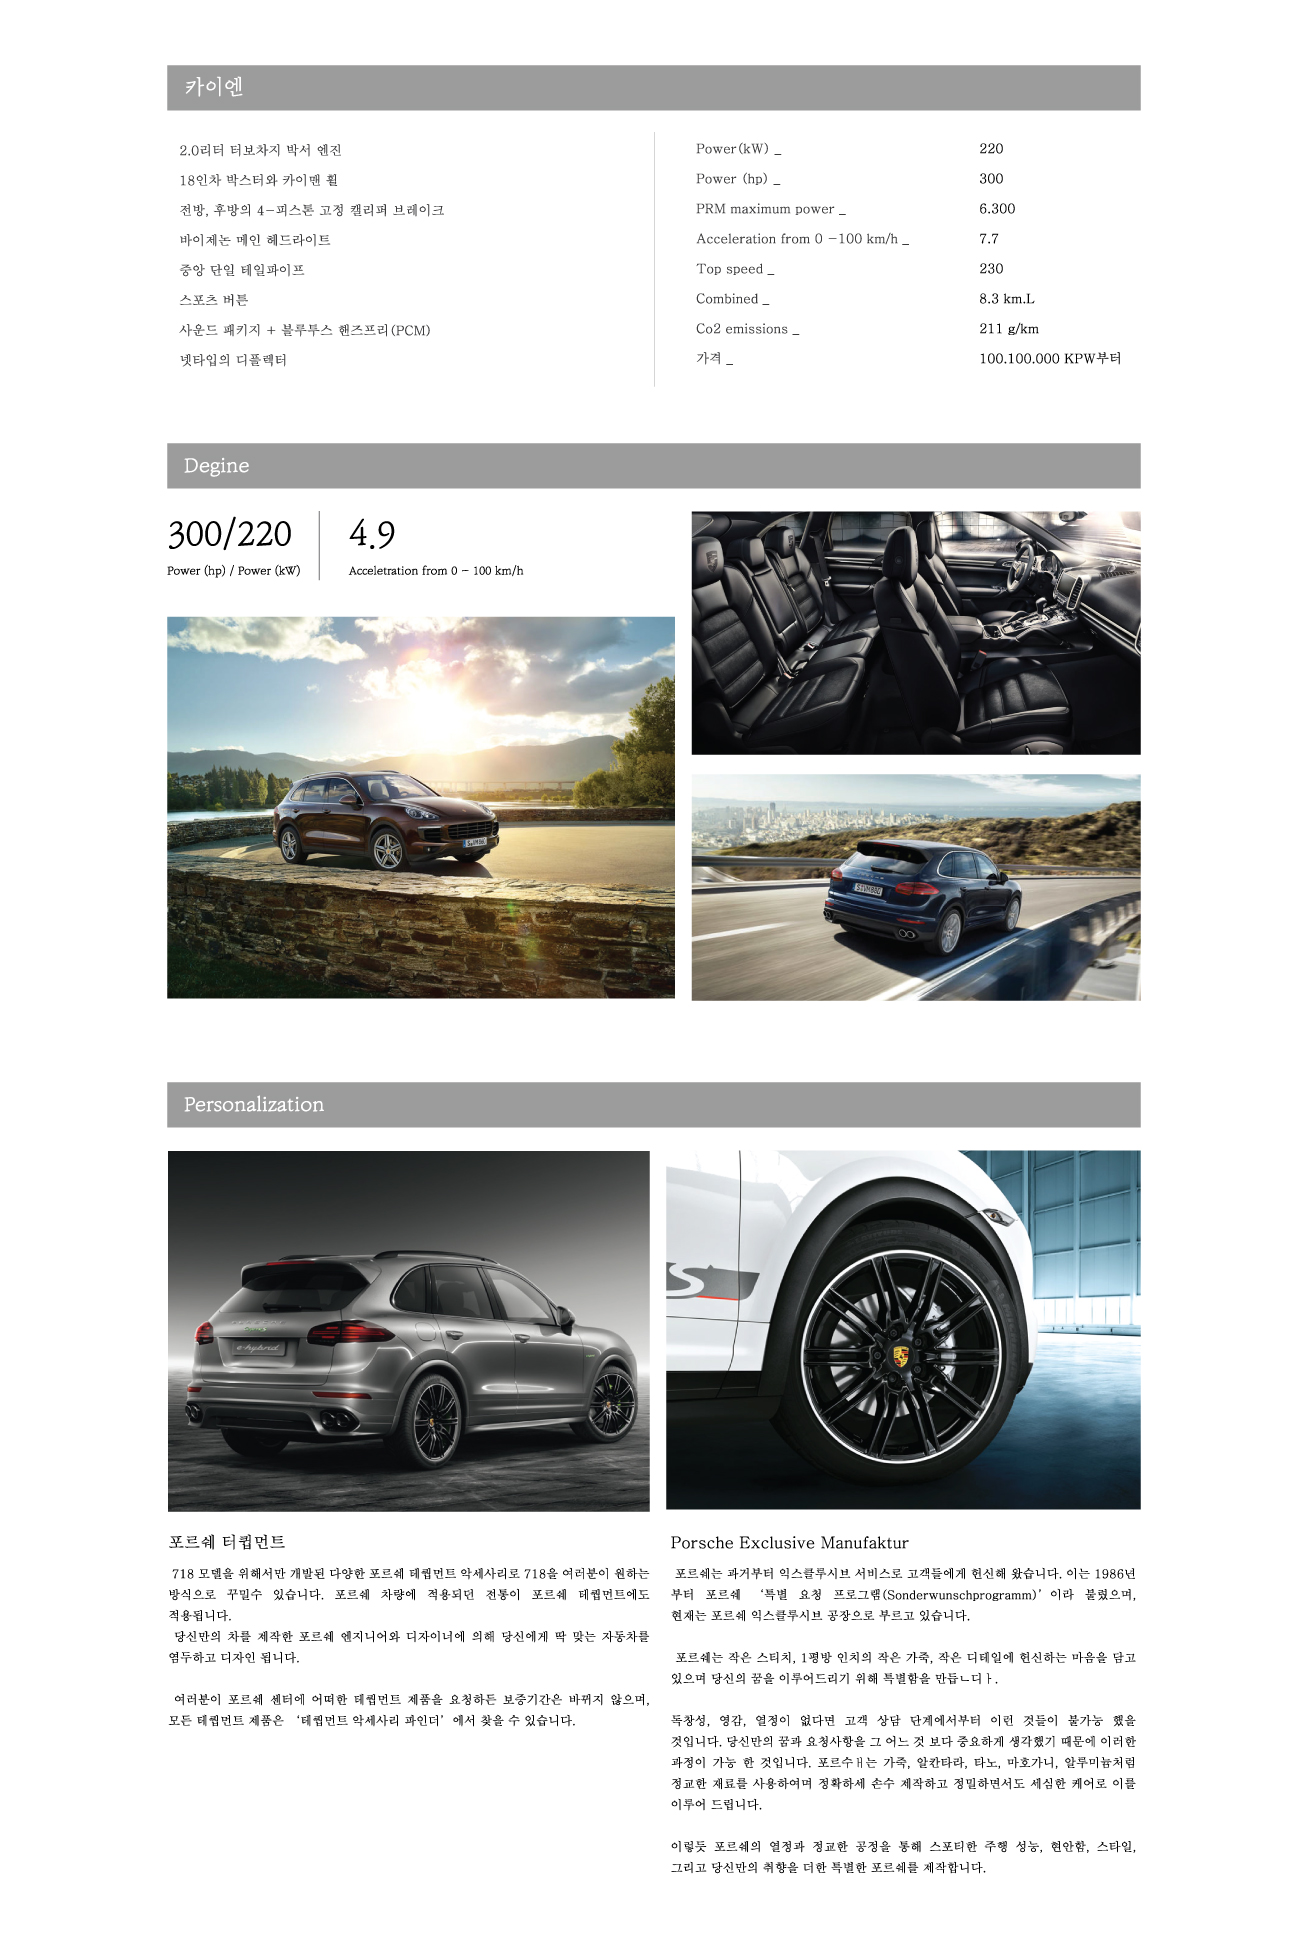 카이엔
2.0리터 터보차지 박서 엔진
18인차 박스터와 카이맨 휠
전방, 후방의 4-피스톤 고정 캘리퍼 브레이크
바이제논 메인 헤드라이트
중앙 단일 테일파이프
스포츠 버튼
사운드 패키지 + 블루투스 핸즈프리(PCM)
넷타입의 디플렉터
Power(kW) _ 220
Power (hp) _ 300
PRM maximum power _ 6.300
Acceleration from 0 -100 km/h _ 7.7
Top speed _ 230
Combined _ 8.3 km.L
Co2 emissions _ 211 g/km
가격 _ 100.100.000 KPW부터
Degine
300/220
Power (hp) / Power (kW)
4.9
Acceletration from 0 - 100 km/h
Personalization
e-hybrid
S
포르쉐 터큅먼트
718 모델을 위해서만 개발된 다양한 포르쉐 테큅먼트 악세사리로 718을 여러분이 원하는
방식으로 꾸밀수 있습니다. 포르쉐 차량에 적용되던 전통이 포르쉐 테큅먼트에도
적용됩니다.
당신만의 차를 제작한 포르쉐 엔지니어와 디자이너에 의해 당신에게 딱 맞는 자동차를
염두하고 디자인 됩니다.
여러분이 포르쉐 센터에 어떠한 테큅먼트 제품을 요청하든 보증기간은 바뀌지 않으며,
모든 테큅먼트 제품은 ‘테큅먼트 악세사리 파인더’에서 찾을 수 있습니다.
Porsche Exclusive Manufaktur
포르쉐는 과거부터 익스클루시브 서비스로 고객들에게 헌신해 왔습니다. 이는 1986년
부터 포르쉐 ‘특별 요청 프로그램(Sonderwunschprogramm)’이라 불렸으며,
현재는 포르쉐 익스클루시브 공장으로 부르고 있습니다.
포르쉐는 작은 스티치, 1평방 인치의 작은 가죽, 작은 디테일에 헌신하는 마음을 담고
있으며 당신의 꿈을 이루어드리기 위해 특별함을 만듭ㄴ디ㅏ.
독창성, 영감, 열정이 없다면 고객 상담 단계에서부터 이런 것들이 불가능 했을
것입니다. 당신만의 꿈과 요청사항을 그 어느 것 보다 중요하게 생각했기 때문에 이러한
과정이 가능 한 것입니다. 포르수ㅐ는 가죽, 알칸타라, 타노, 마호가니, 알루미늄처럼
정교한 재료를 사용하여며 정확하세 손수 제작하고 정밀하면서도 세심한 케어로 이를
이루어 드립니다.
이렇듯 포르쉐의 열정과 정교한 공정을 통해 스포티한 주행 성능, 현안함, 스타일,
그리고 당신만의 취향을 더한 특별한 포르쉐를 제작합니다.